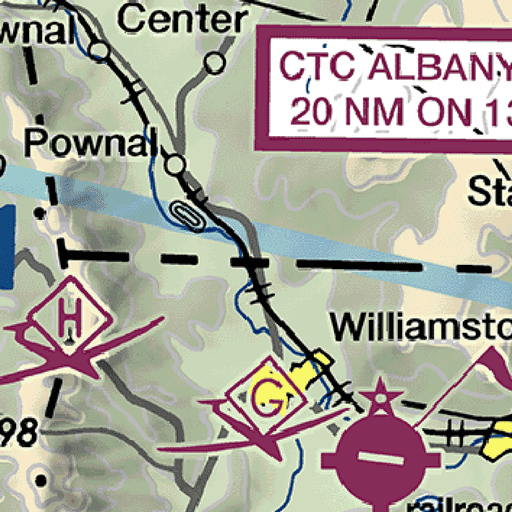 Center
wnal
CTC ALBANY
20 NM ON 13
Pownal
Sta
H
Williamsto
G
98
railroad